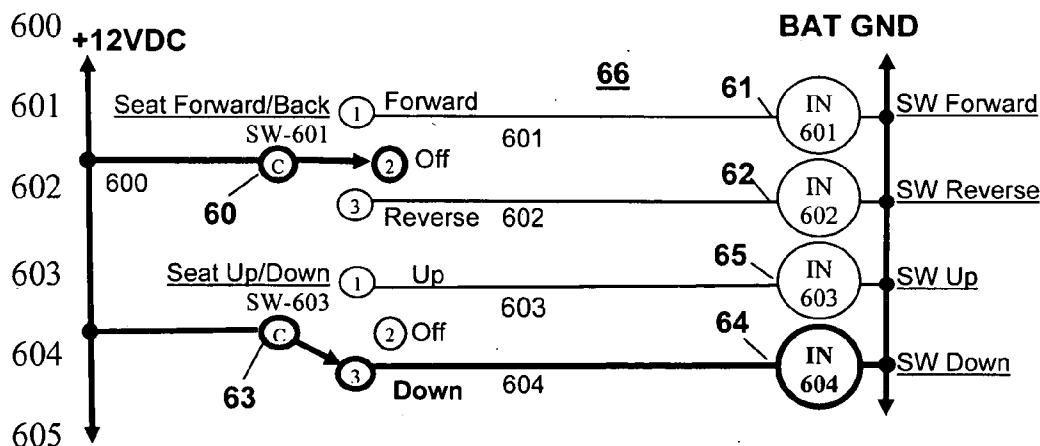 600 +12VDC BAT GND
66 61
601 Seat Forward/Back 1 Forward IN 601 SW Forward
SW-601 601
C 2 Off
600
602 60 3 Reverse 602 62 IN 602 SW Reverse
603 Seat Up/Down 1 Up 65 IN 603 SW Up
SW-603 603
C 2 Off 64
604 63 3 Down 604 IN 604 SW Down
605